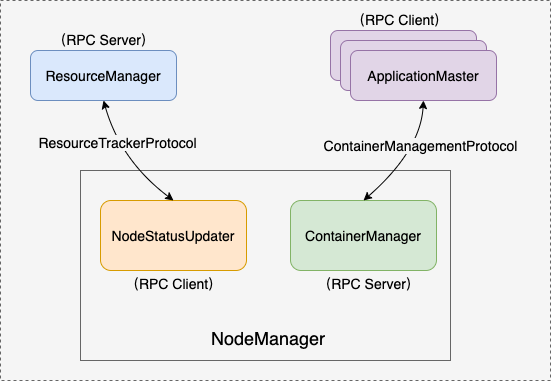 (RPC Server)
ResourceManager
(RPC Client)
ApplicationMaster
ResourceTrackerProtocol
ContainerManagementProtocol
NodeStatusUpdater
(RPC Client)
ContainerManager
(RPC Server)
NodeManager